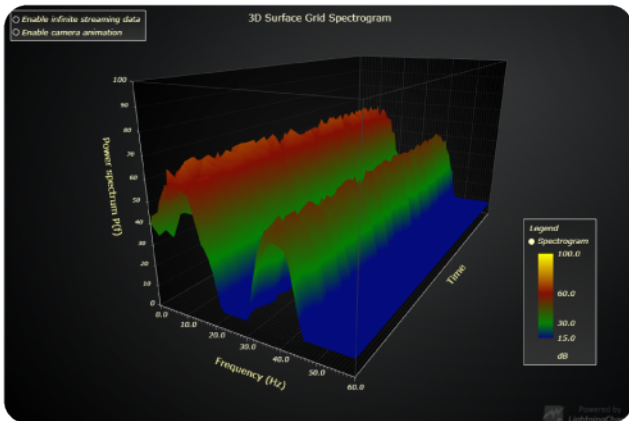 Enable infinite streaming data
Enable camera animation
3D Surface Grid Spectrogram
100
90
80
70
60
50
40
30
20
10
0
Power spectrum P(f)
0.0
10.0
20.0
30.0
40.0
50.0
60.0
Frequency (Hz)
Time
Legend
Spectrogram
100.0
60.0
30.0
15.0
dB
Powered by
LightningChart